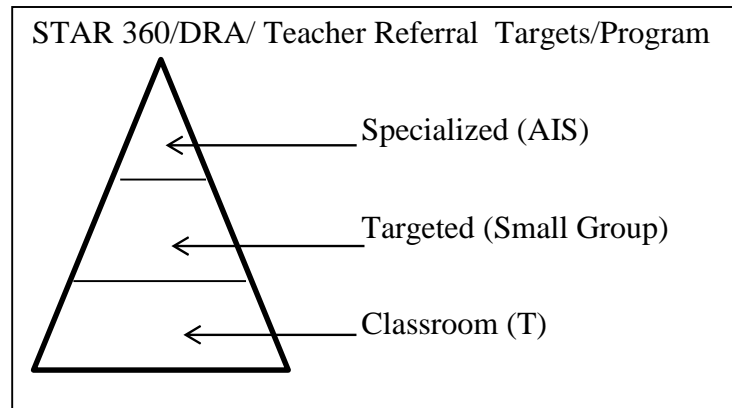 STAR 360/DRA/ Teacher Referral  Targets/Program
Specialized (AIS)
Targeted (Small Group)
Classroom (T)